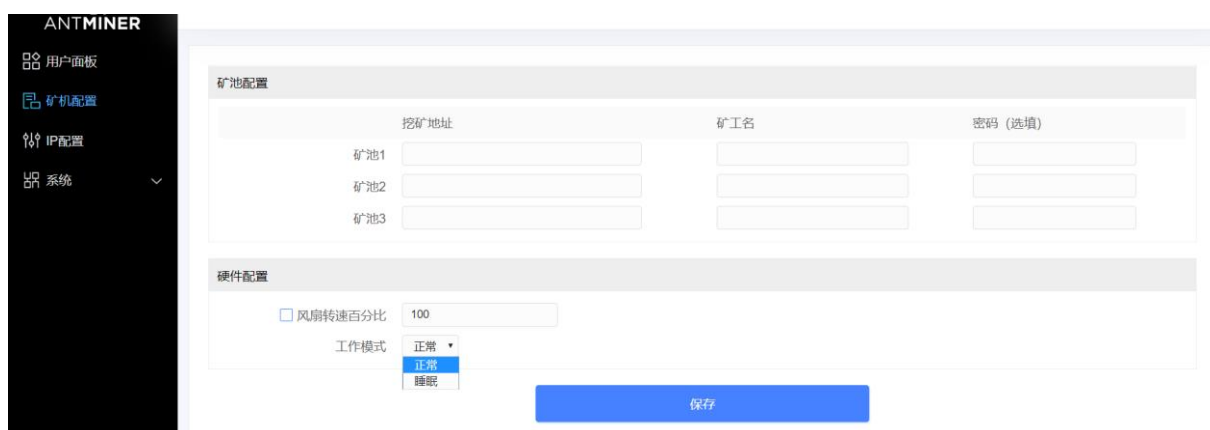 ANTMINER
用户面板
矿机配置
IP配置
系统
矿池配置
挖矿地址 矿工名 密码 (选填)
矿池1
矿池2
矿池3
硬件配置
风扇转速百分比 100
工作模式 正常
正常
睡眠
保存